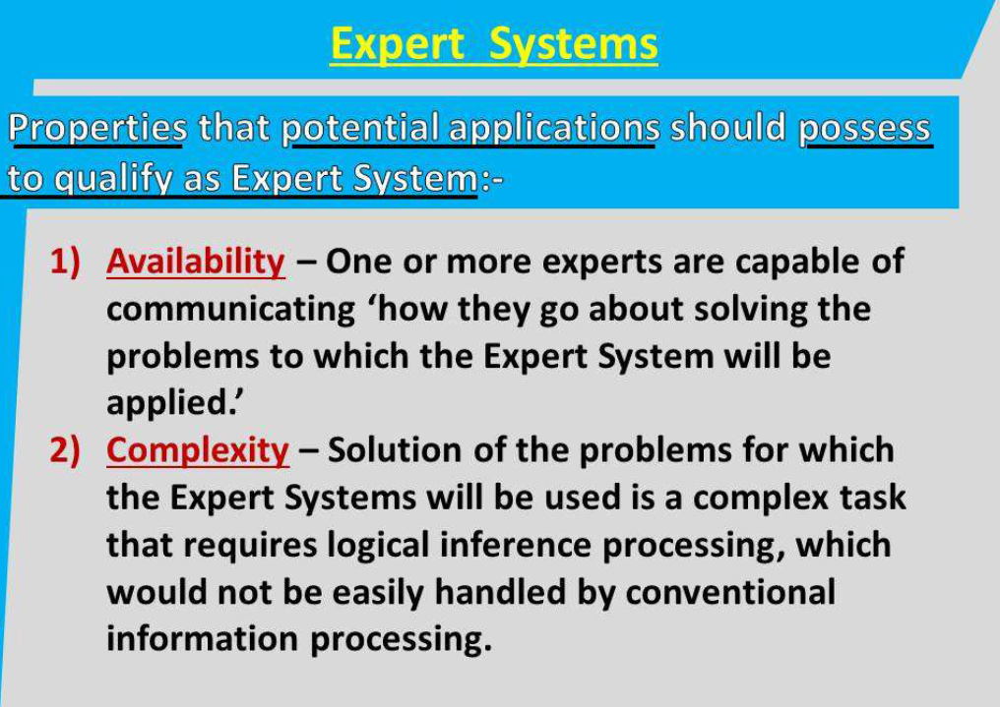 Expert Systems
Properties that potential applications should possess
to qualify as Expert System:-
1) Availability – One or more experts are capable of
communicating ‘how they go about solving the
problems to which the Expert System will be
applied.’
2) Complexity – Solution of the problems for which
the Expert Systems will be used is a complex task
that requires logical inference processing, which
would not be easily handled by conventional
information processing.